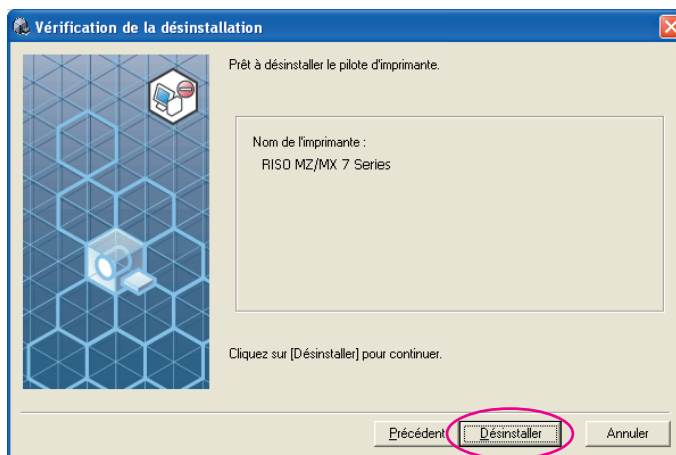 Vérification de la désinstallation
Prêt à désinstaller le pilote d'imprimante.
Nom de l'imprimante :
RISO MZ/MX 7 Series
Cliquez sur [Désinstaller] pour continuer.
Précédent
Désinstaller
Annuler